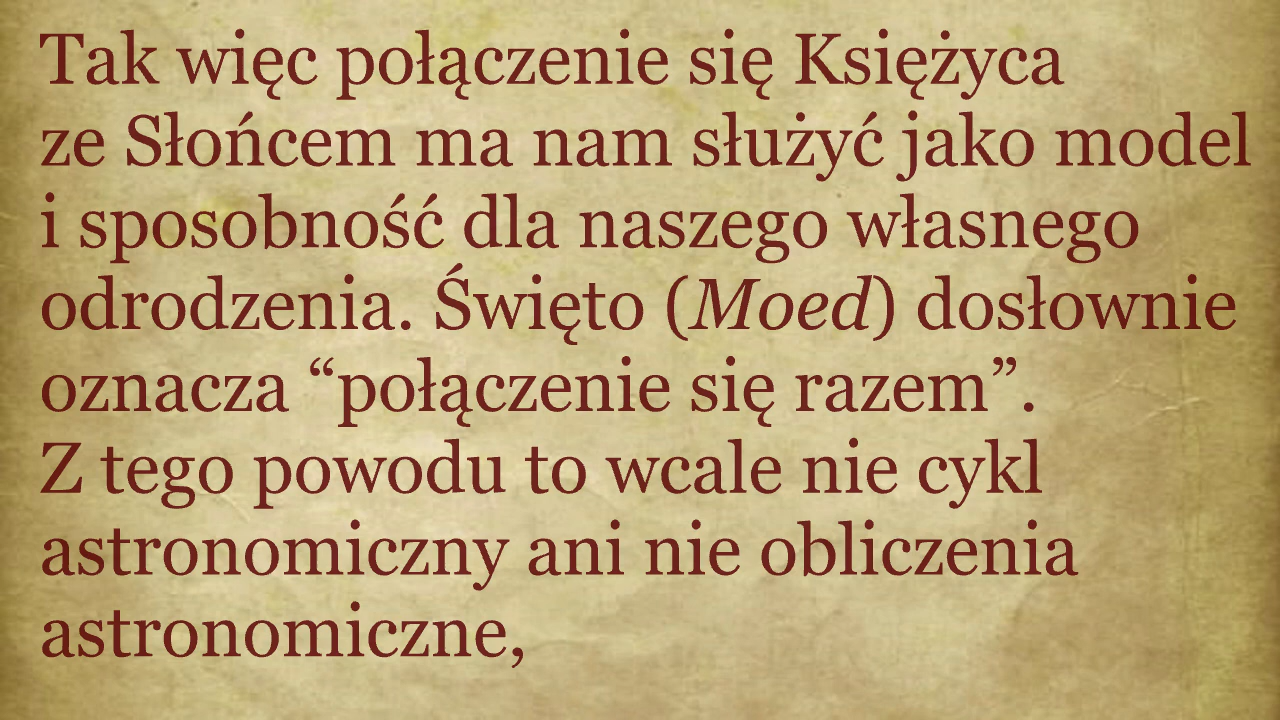 Tak więc połączenie się Księżyca
ze Słońcem ma nam służyć jako model
i sposobność dla naszego własnego
odrodzenia. Święto (Moed) dosłownie
oznacza “połączenie się razem”.
Z tego powodu to wcale nie cykl
astronomiczny ani nie obliczenia
astronomiczne,